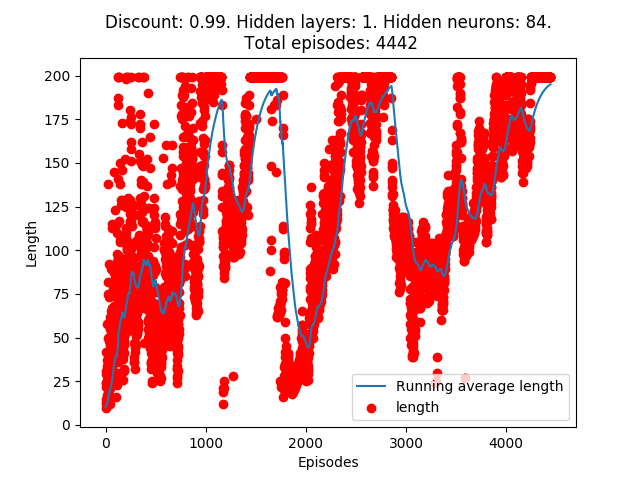 Discount: 0.99. Hidden layers: 1. Hidden neurons: 84.
Total episodes: 4442
200
175
150
125
100
75
50
25
0
Length
0 1000 2000 3000 4000
Episodes
Running average length
length